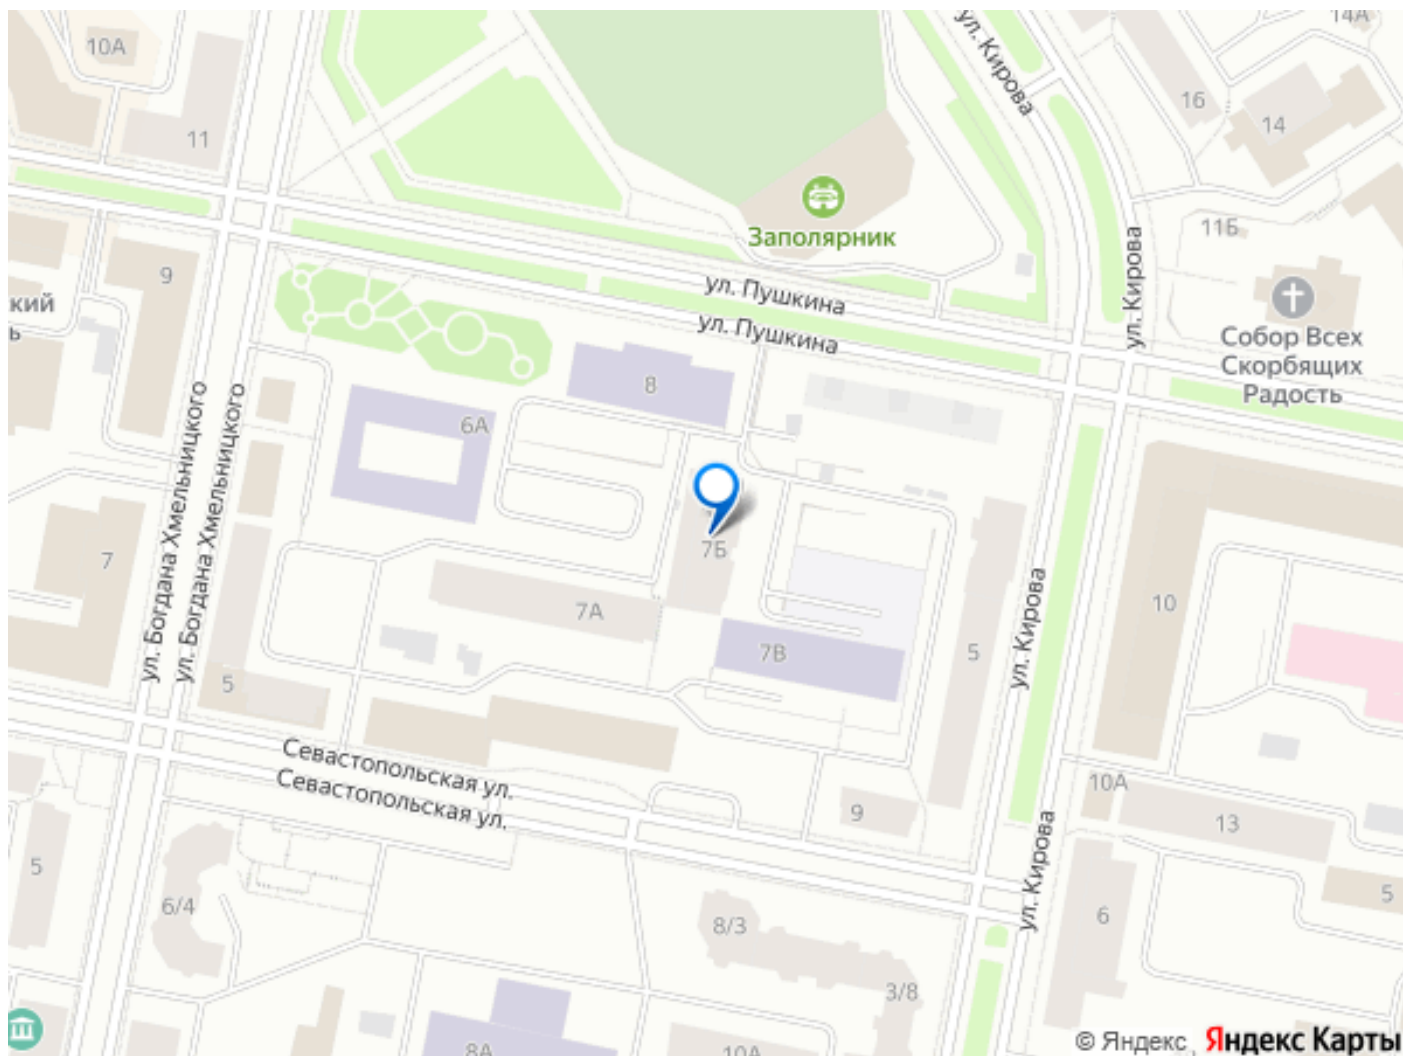 14А
10А
ул. Кирова
16
14
11
Заполярник
11Б
ул. Кирова
9
кий
ь
ул. Пушкина
ул. Пушкина
Собор Всех
Скорбящих
Радость
8
6А
ул. Богдана Хмельницкого
ул. Богдана Хмельницкого
7Б
7
7А
10
ул. Кирова
7В
5
5
Севастопольская ул.
Севастопольская ул.
10А
9
13
ул. Кирова
5
5
6/4
8/3
6
3/8
8А
10А
© Яндекс
Яндекс Карты